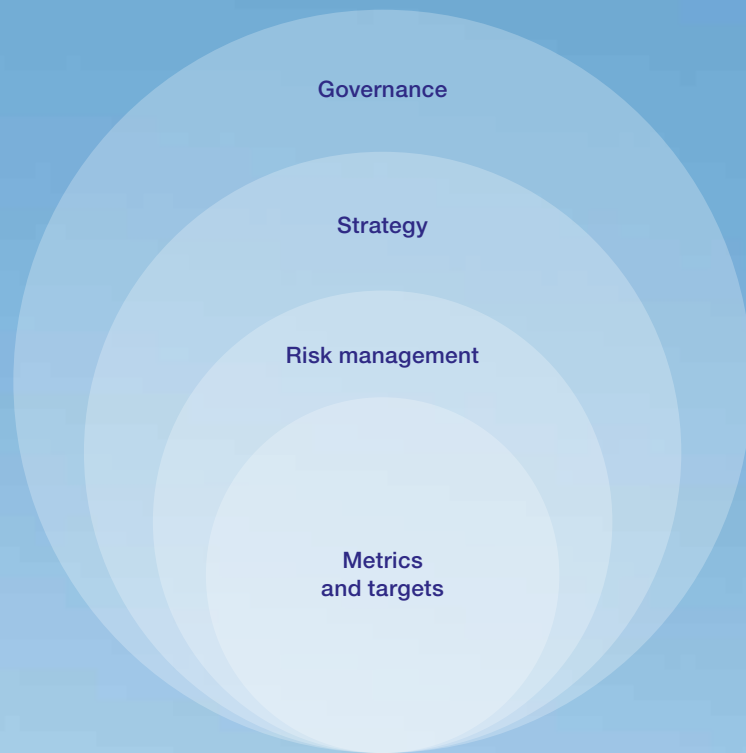 Governance
Strategy
Risk management
Metrics
and targets